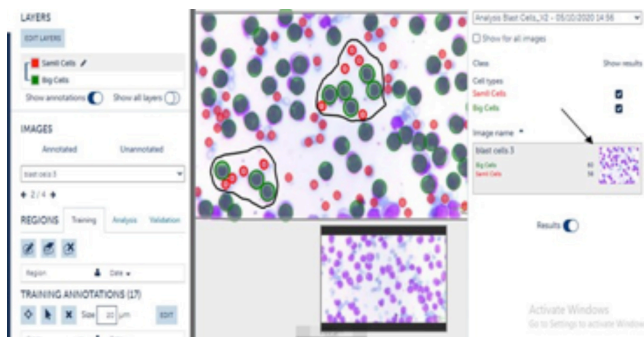 LAYERS
EDIT LAYERS
Samll Cells
Big Cells
Show annotations
Show all layers
IMAGES
Annotated
Unannotated
blast cells 3
2 / 4
REGIONS
Training
Analysis
Validation
Region
Date
TRAINING ANNOTATIONS (17)
Size
20
µm
EDIT
Analysis Blast Cells_X2 - 05/10/2020 14:56
Show for all images
Class
Show results
Cell types
Samll Cells
Big Cells
Image name
blast cells 3
Big Cells
Samll Cells
Results
Activate Windows
Go to Settings to activate Windows